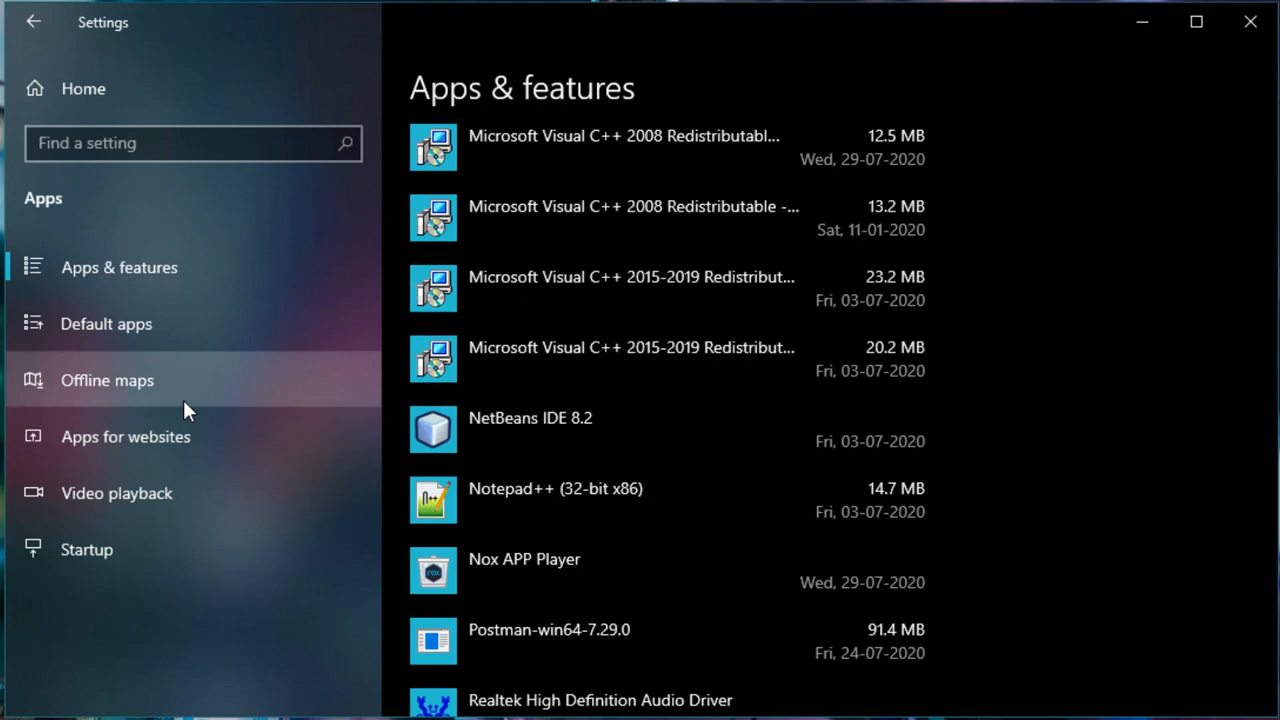 Settings
Home
Find a setting
Apps
Apps & features
Default apps
Offline maps
Apps for websites
Video playback
Startup
Apps & features
Microsoft Visual C++ 2008 Redistributabl... 12.5 MB
Wed, 29-07-2020
Microsoft Visual C++ 2008 Redistributable -... 13.2 MB
Sat, 11-01-2020
Microsoft Visual C++ 2015-2019 Redistribut... 23.2 MB
Fri, 03-07-2020
Microsoft Visual C++ 2015-2019 Redistribut... 20.2 MB
Fri, 03-07-2020
NetBeans IDE 8.2
Fri, 03-07-2020
Notepad++ (32-bit x86) 14.7 MB
Fri, 03-07-2020
Nox APP Player
Wed, 29-07-2020
Postman-win64-7.29.0 91.4 MB
Fri, 24-07-2020
Realtek High Definition Audio Driver